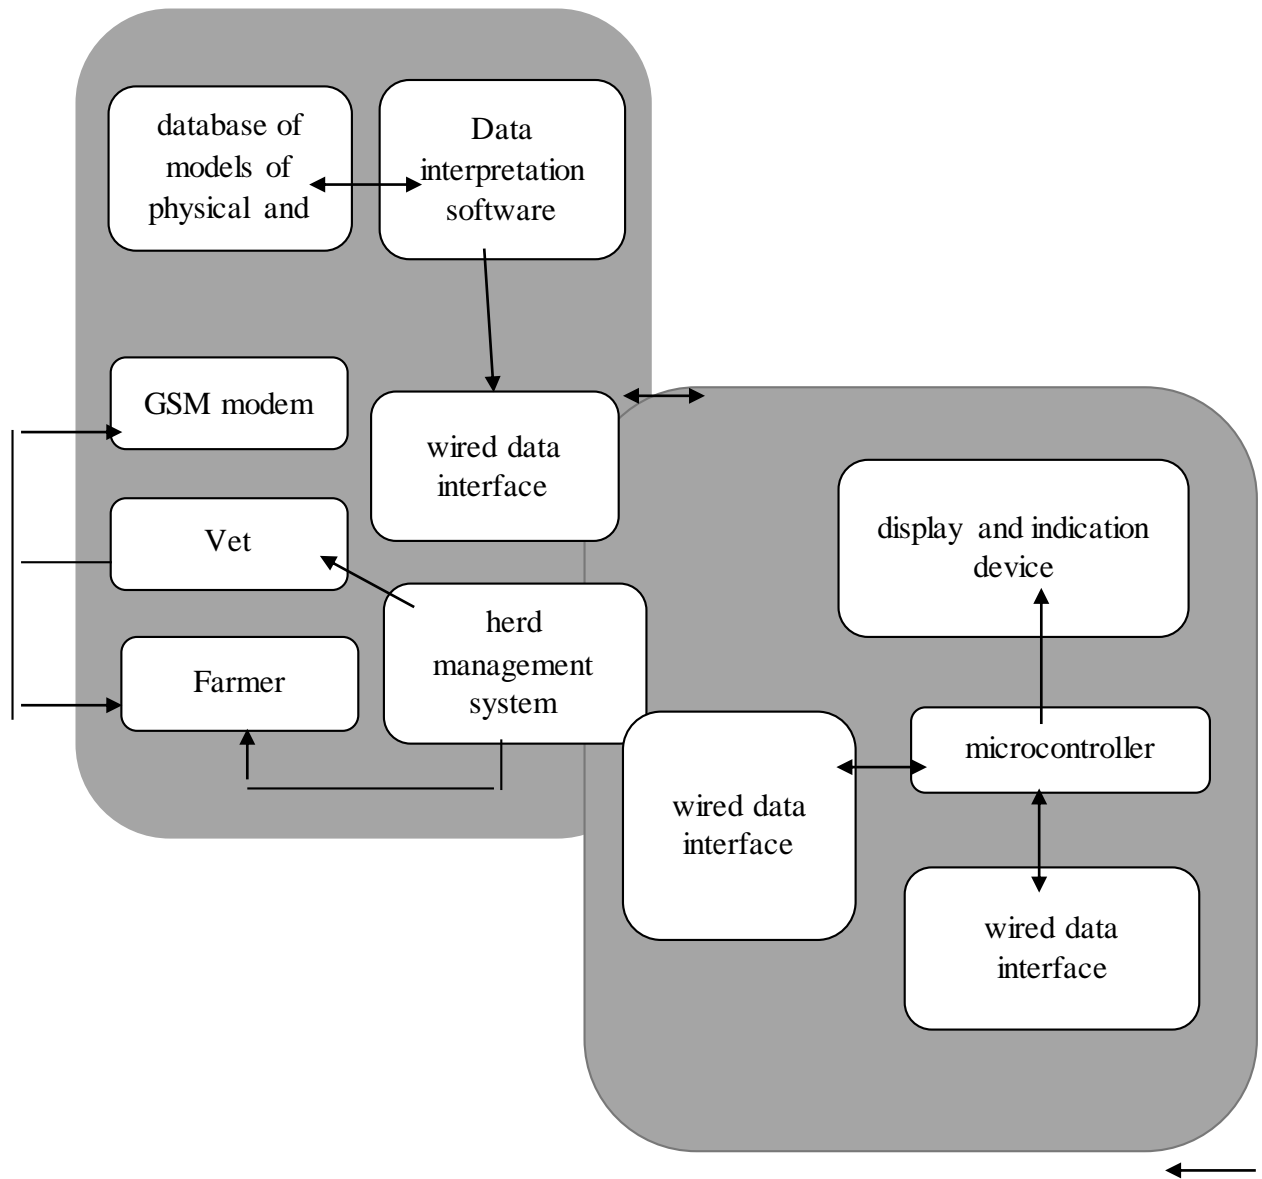 database of
models of
physical and
Data
interpretation
software
GSM modem
wired data
interface
Vet
display and indication
device
herd
management
system
Farmer
microcontroller
wired data
interface
wired data
interface